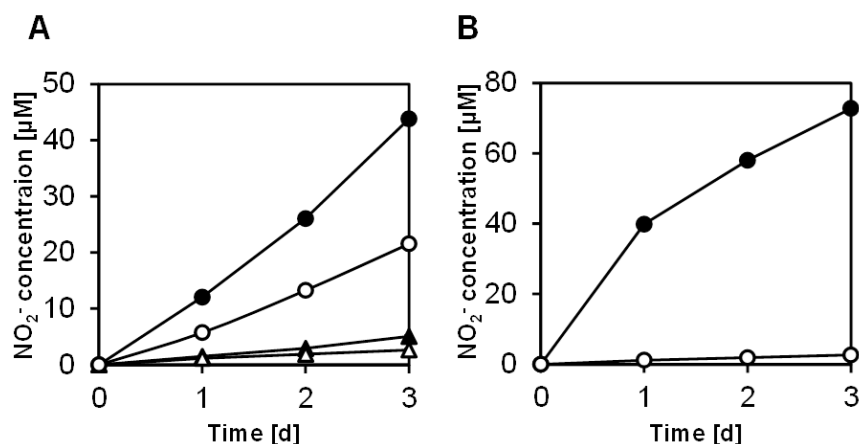 A
NO₂⁻ concentraion [µM]
50
40
30
20
10
0
0 1 2 3
Time [d]
B
NO₂⁻ concentration [µM]
80
60
40
20
0
0 1 2 3
Time [d]